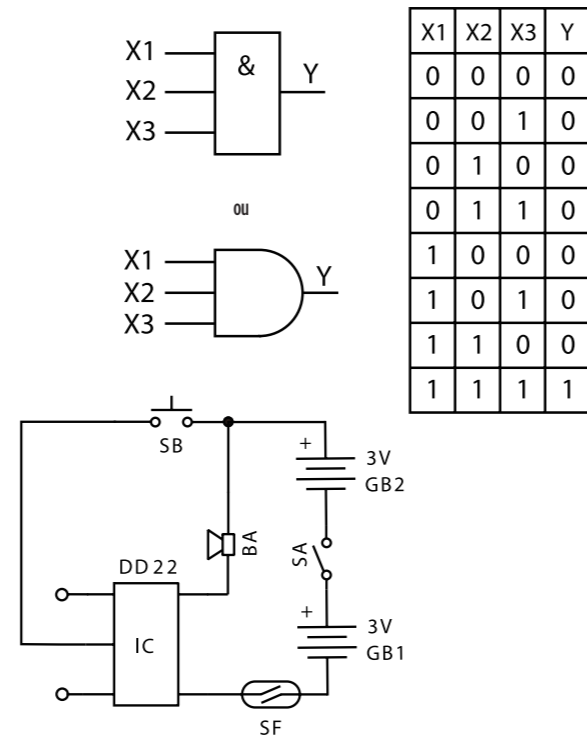 X1
X2
X3
&
Y
ou
X1
X2
X3
Y
X1 X2 X3 Y
0 0 0 0
0 0 1 0
0 1 0 0
0 1 1 0
1 0 0 0
1 0 1 0
1 1 0 0
1 1 1 1
SB
+
3V
GB2
BA
SA
DD22
IC
+
3V
GB1
SF